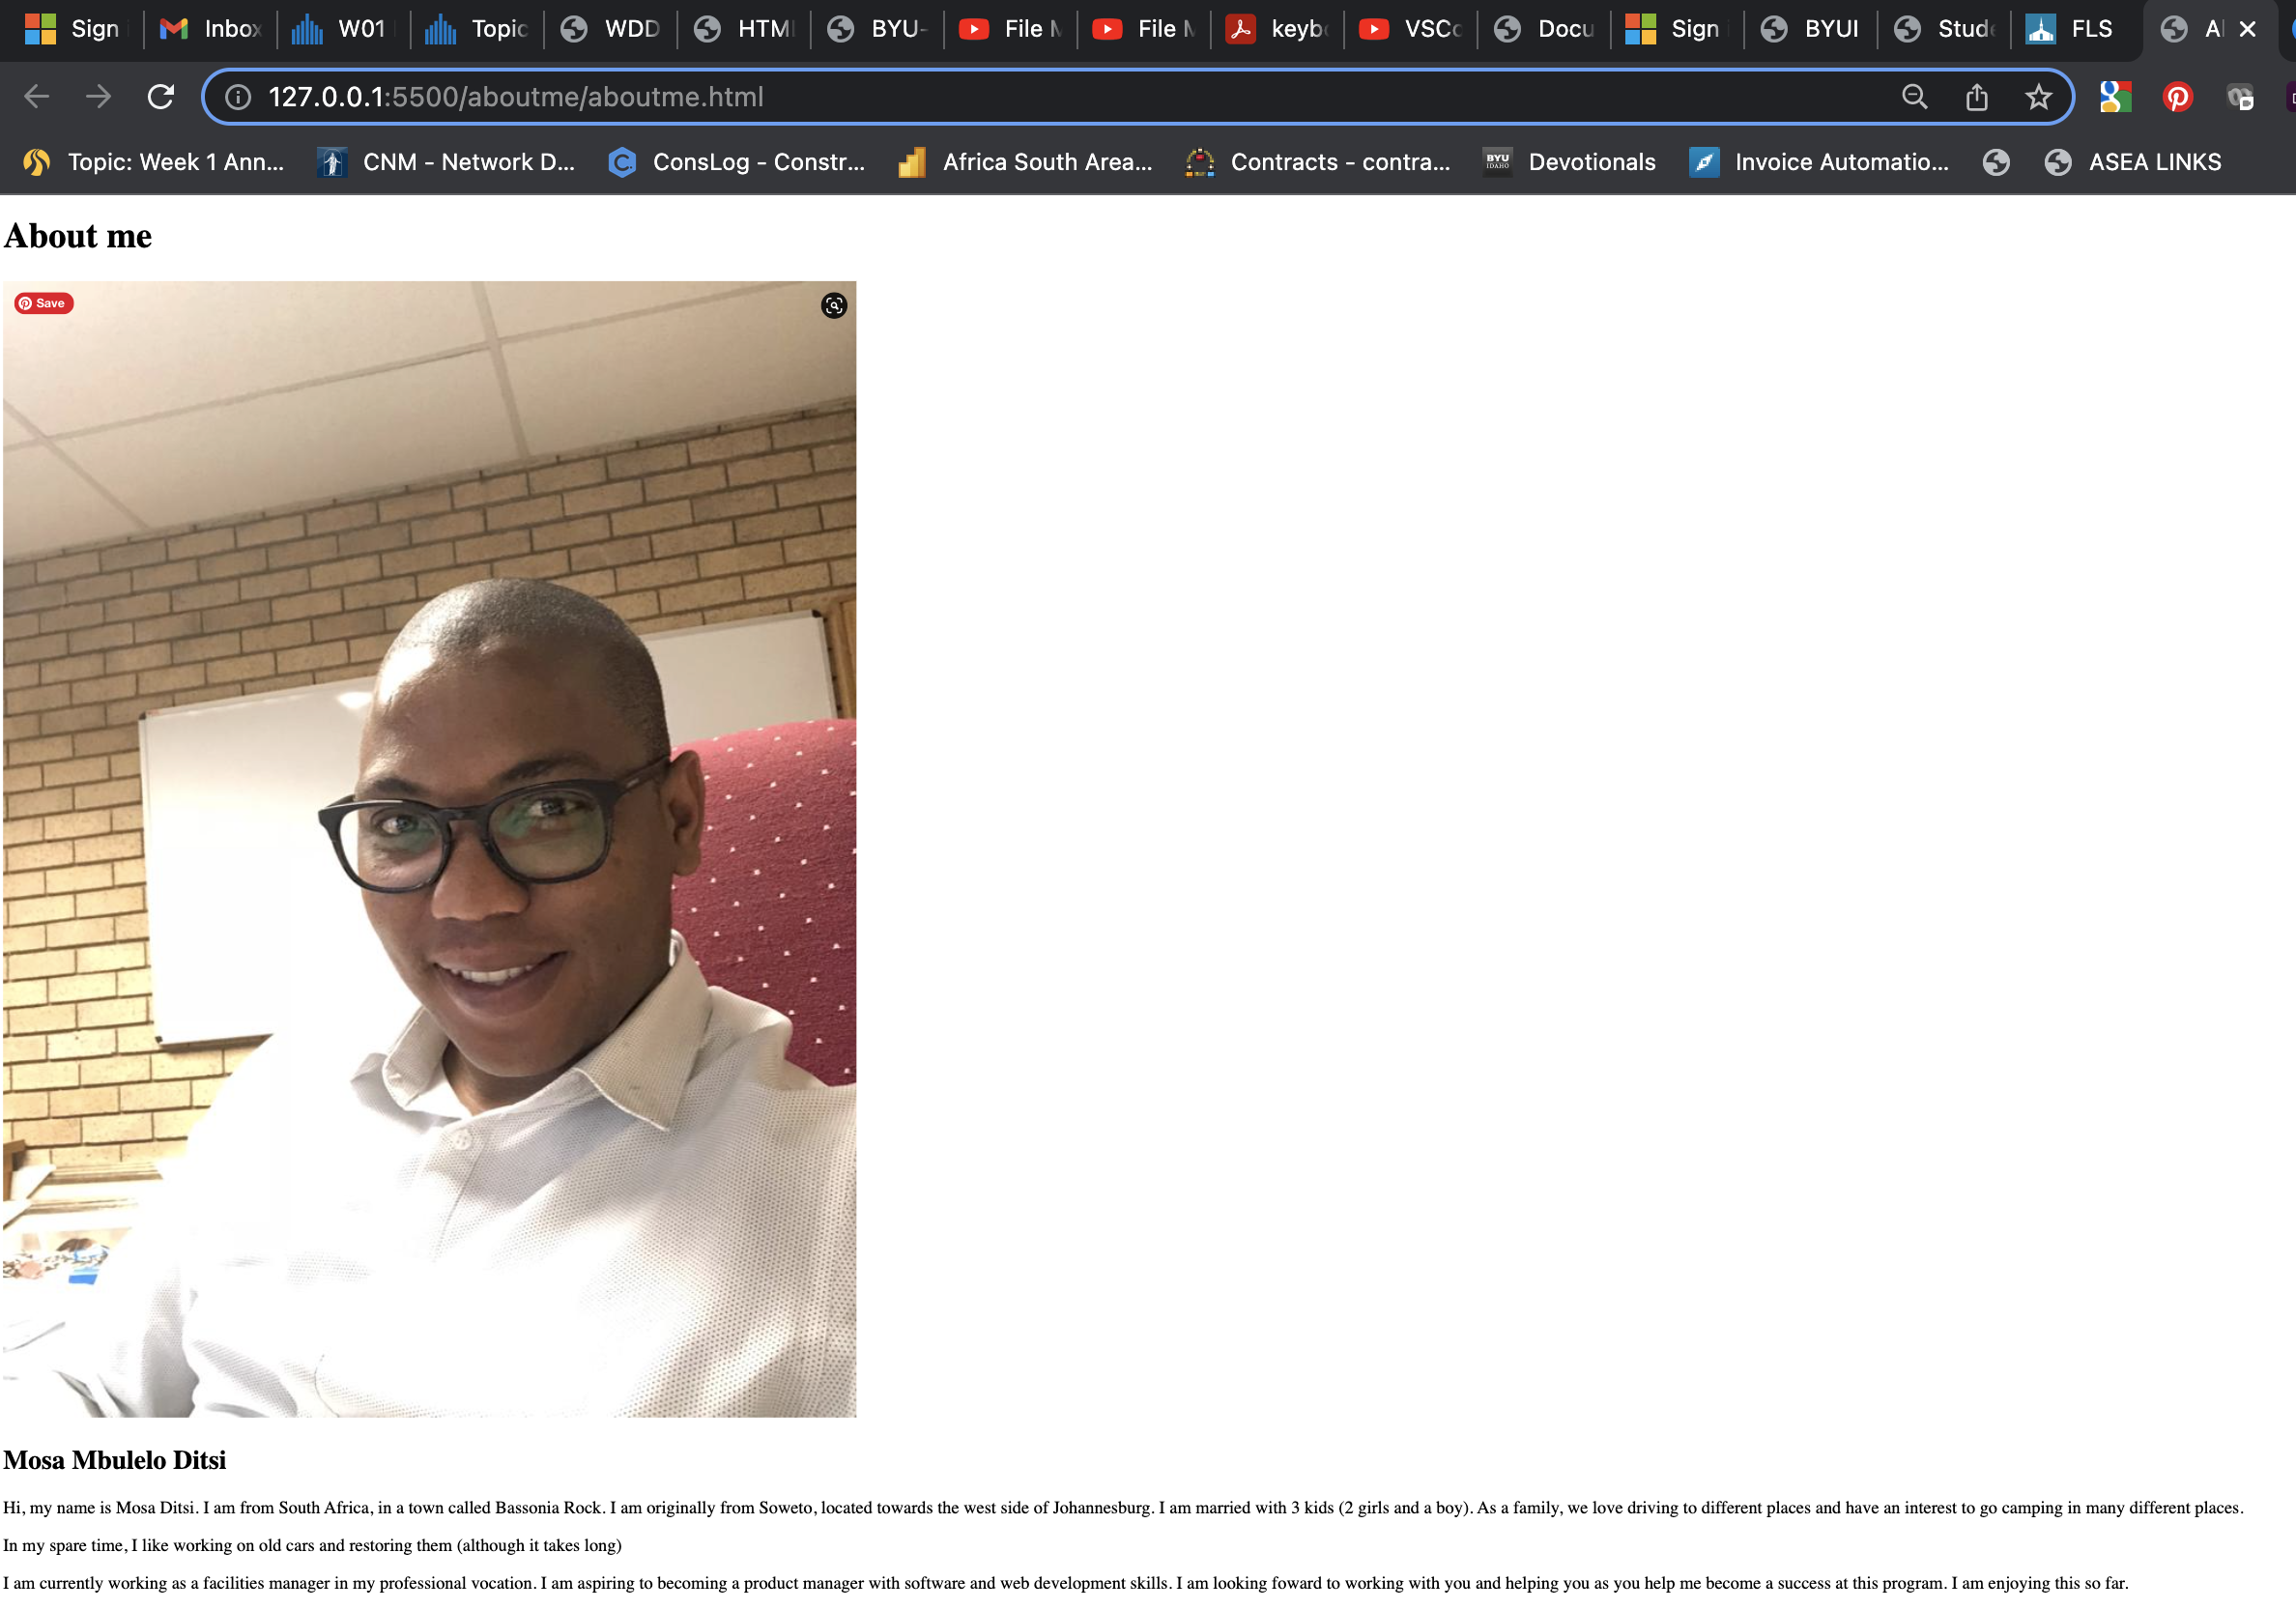 Sign
Inbox
W01
Topic
WDD
HTML
BYU-
File M
File M
keybo
VSCo
Docu
Sign
BYUI
Stude
FLS
127.0.0.1:5500/aboutme/aboutme.html
Topic: Week 1 Ann...
CNM - Network D...
ConsLog - Constr...
Africa South Area...
Contracts - contra...
BYU
IDAHO
Devotionals
Invoice Automatio...
ASEA LINKS
About me
Save
Mosa Mbulelo Ditsi
Hi, my name is Mosa Ditsi. I am from South Africa, in a town called Bassonia Rock. I am originally from Soweto, located towards the west side of Johannesburg. I am married with 3 kids (2 girls and a boy). As a family, we love driving to different places and have an interest to go camping in many different places.
In my spare time, I like working on old cars and restoring them (although it takes long)
I am currently working as a facilities manager in my professional vocation. I am aspiring to becoming a product manager with software and web development skills. I am looking foward to working with you and helping you as you help me become a success at this program. I am enjoying this so far.